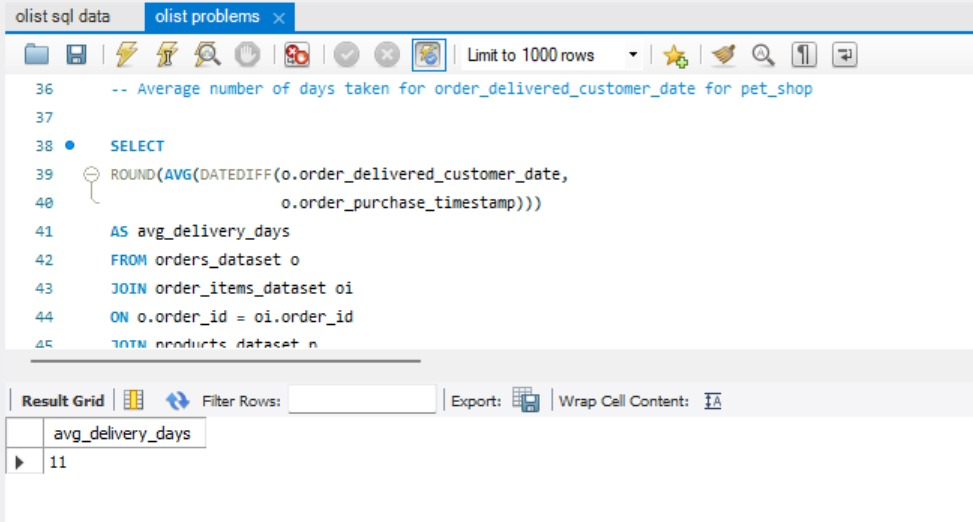 olist sql data
olist problems
Limit to 1000 rows
36 -- Average number of days taken for order_delivered_customer_date for pet_shop
37
38 SELECT
39 ROUND(AVG(DATEDIFF(o.order_delivered_customer_date,
40 o.order_purchase_timestamp)))
41 AS avg_delivery_days
42 FROM orders_dataset o
43 JOIN order_items_dataset oi
44 ON o.order_id = oi.order_id
45 JOIN products_dataset p
Result Grid Filter Rows: Export: Wrap Cell Content: IA
avg_delivery_days
11